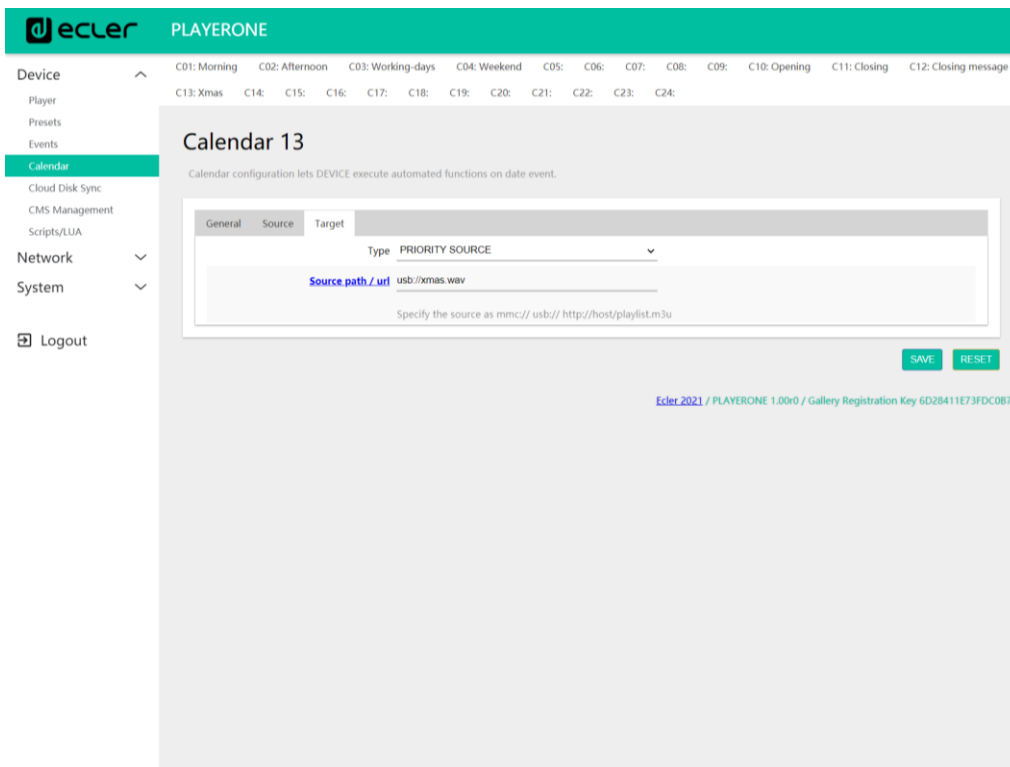 ecler
PLAYERONE
Device
Player
Presets
Events
Calendar
Cloud Disk Sync
CMS Management
Scripts/LUA
Network
System
Logout
C01: Morning C02: Afternoon C03: Working-days C04: Weekend C05: C06: C07: C08: C09: C10: Opening C11: Closing C12: Closing message
C13: Xmas C14: C15: C16: C17: C18: C19: C20: C21: C22: C23: C24:
Calendar 13
Calendar configuration lets DEVICE execute automated functions on date event.
General Source Target
Type PRIORITY SOURCE
Source path / url usb://xmas.wav
Specify the source as mmc:// usb:// http://host/playlist.m3u
SAVE RESET
Ecler 2021 / PLAYERONE 1.00r0 / Gallery Registration Key 6D28411E73FDC0B7